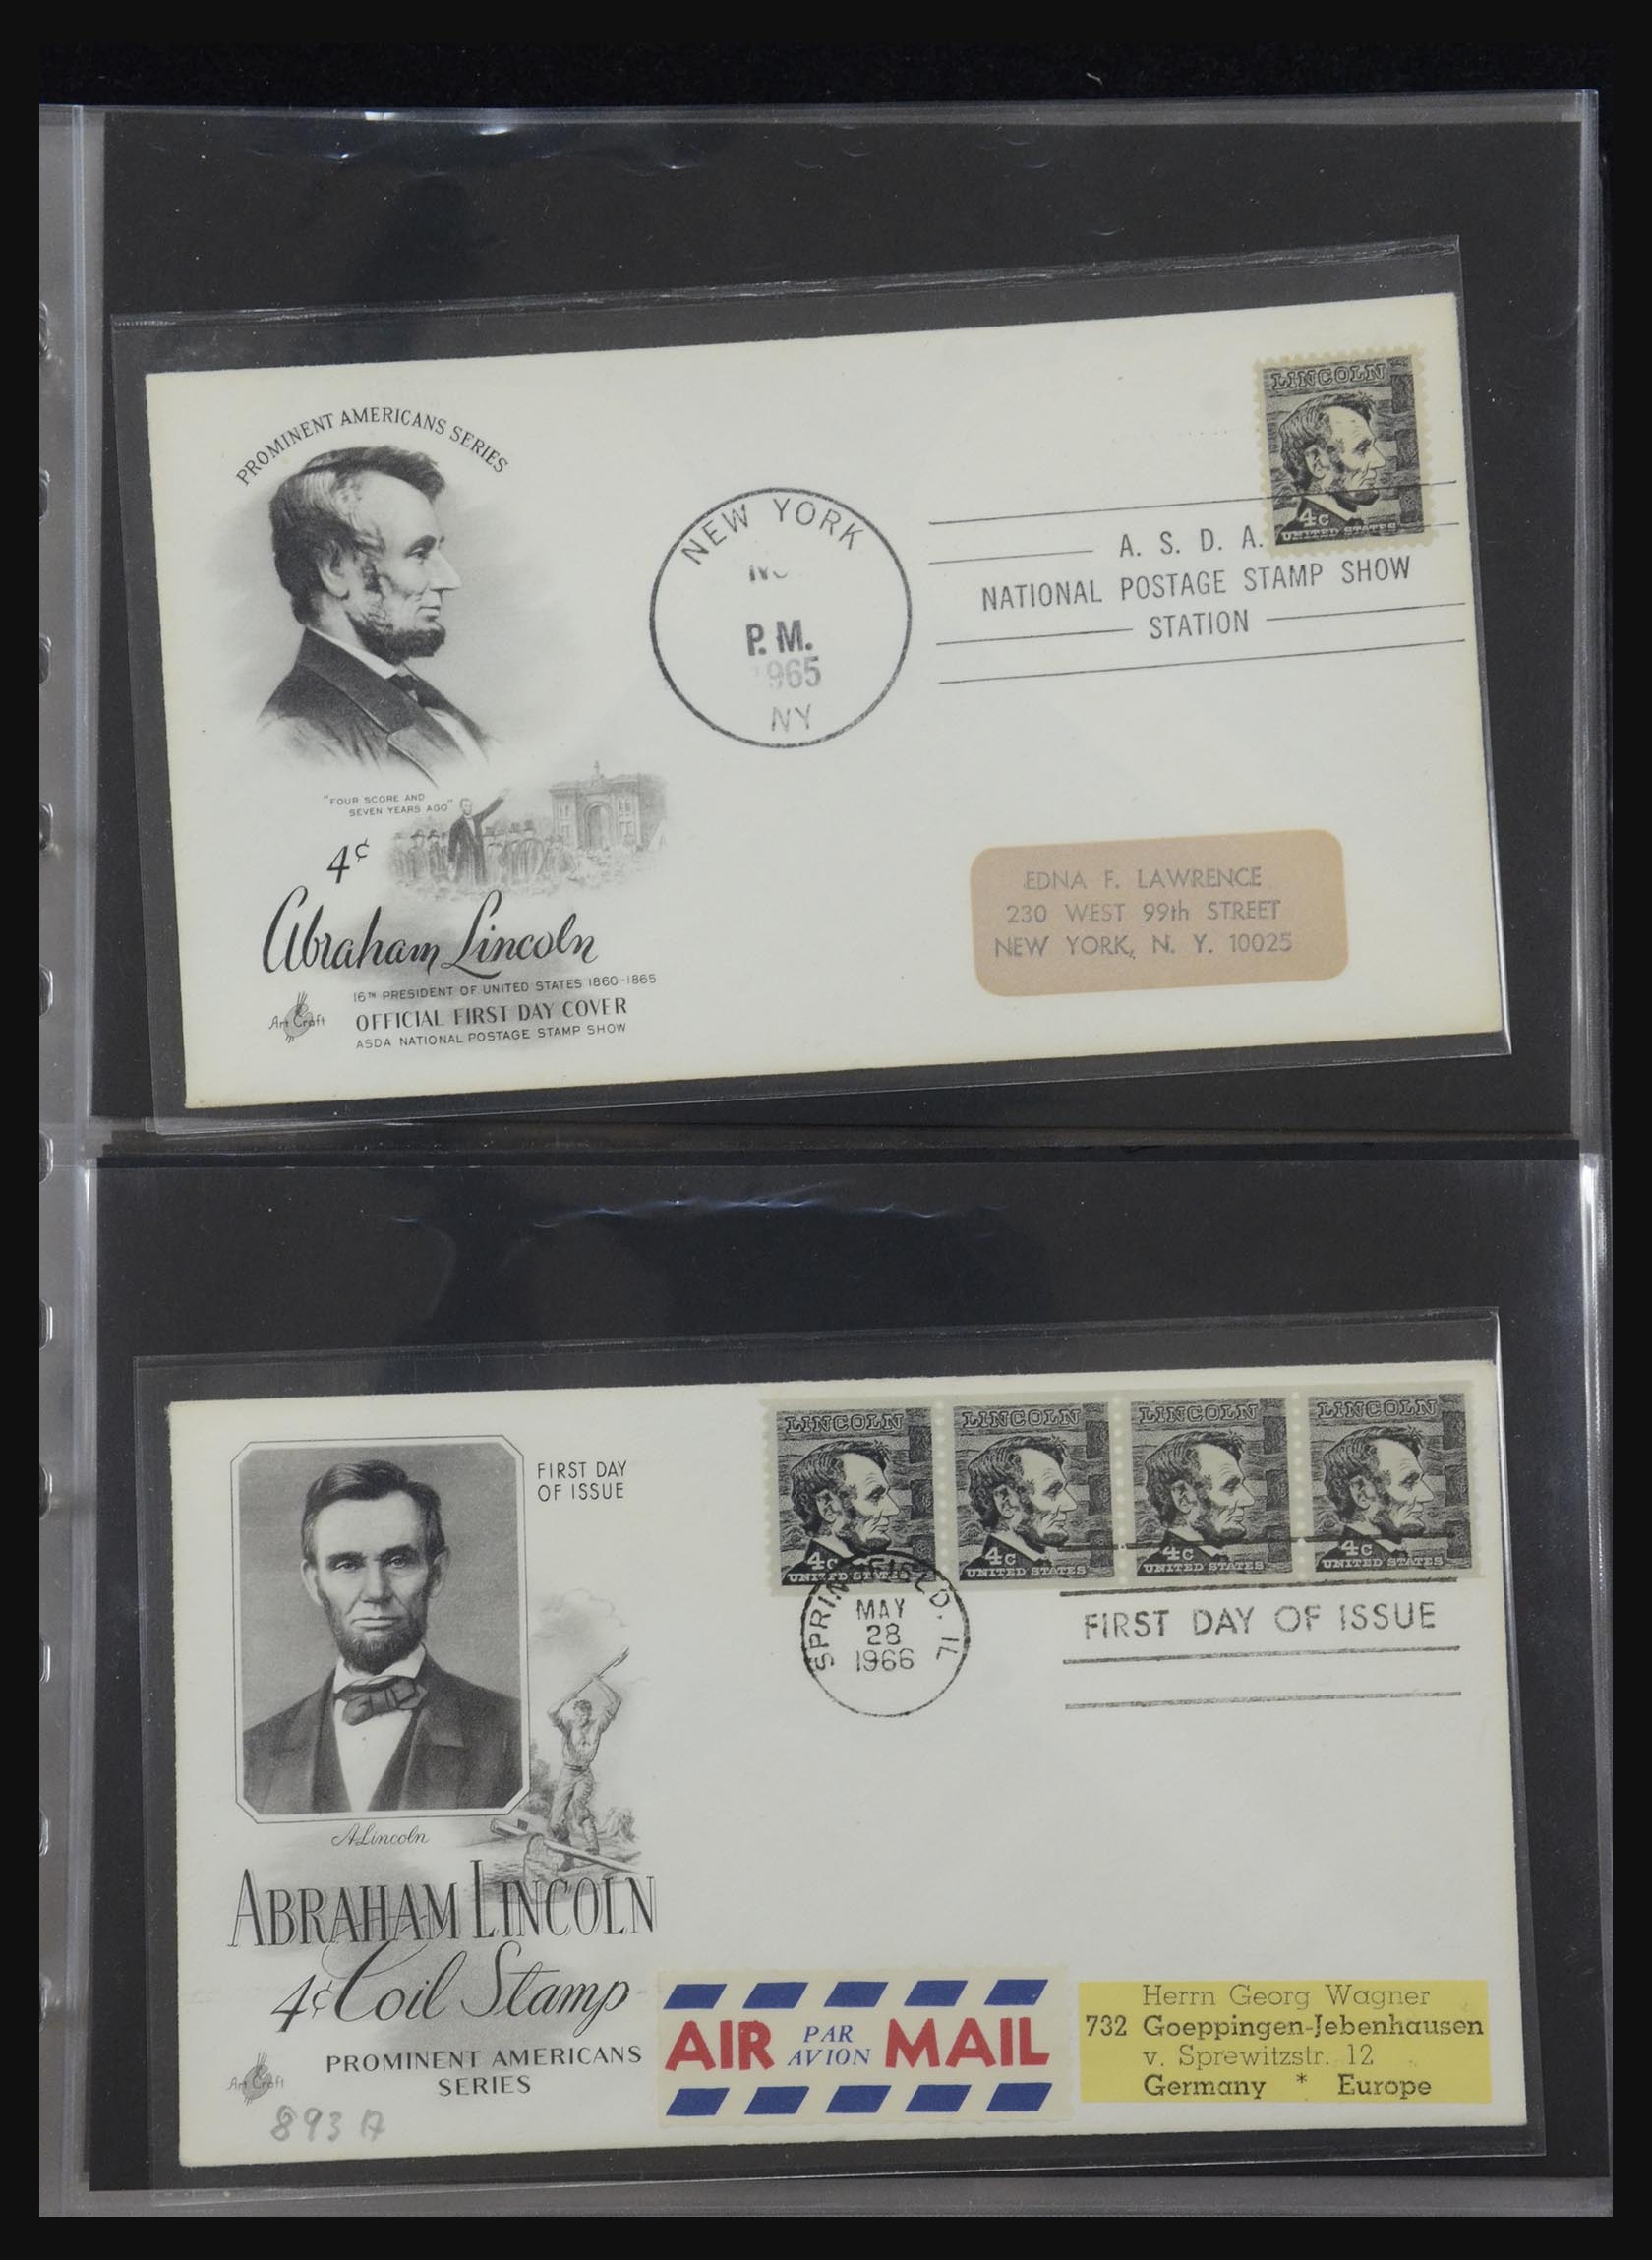 PROMINENT AMERICANS SERIES
"FOUR SCORE AND
SEVEN YEARS AGO"
4¢
Abraham Lincoln
16TH PRESIDENT OF UNITED STATES 1860-1865
OFFICIAL FIRST DAY COVER
ASDA NATIONAL POSTAGE STAMP SHOW
Art Craft
NEW YORK
P.M.
1965
NY
LINCOLN
4c
UNITED STATES
A. S. D. A.
NATIONAL POSTAGE STAMP SHOW
STATION
EDNA F. LAWRENCE
230 WEST 99th STREET
NEW YORK, N. Y. 10025
FIRST DAY
OF ISSUE
A. Lincoln
ABRAHAM LINCOLN
4¢ Coil Stamp
PROMINENT AMERICANS
SERIES
Art Craft
893 A
LINCOLN
4c
UNITED STATES
LINCOLN
4c
UNITED STATES
LINCOLN
4c
UNITED STATES
LINCOLN
4c
UNITED STATES
SPRINGFIELD, IL
MAY
28
1966
FIRST DAY OF ISSUE
AIR PAR AVION MAIL
Herrn Georg Wagner
732 Goeppingen-Jebenhausen
v. Sprewitzstr. 12
Germany * Europe